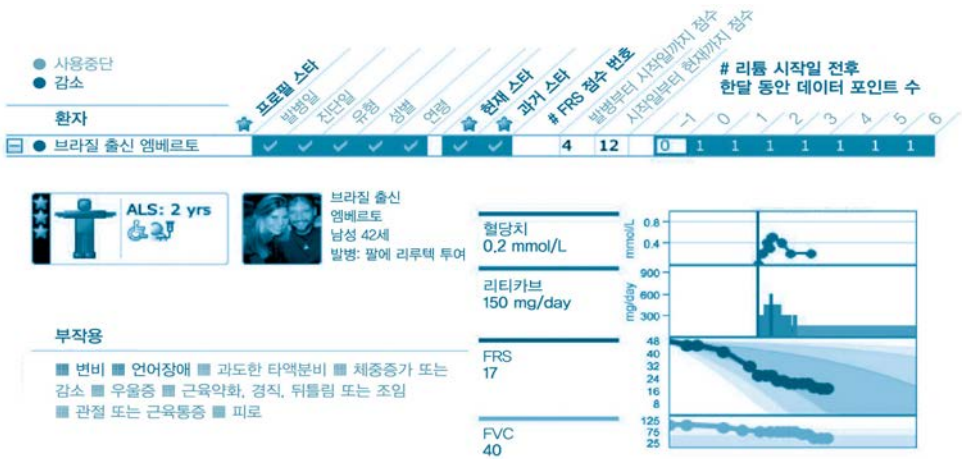 사용중단
감소
환자
프로필 스타
발병일
진단일
유형
성별
연령
현재 스타
과거 스타
# FRS 점수 번호
발병부터 시작일까지 점수
시작일부터 현재까지 점수
# 리튬 시작일 전후
한달 동안 데이터 포인트 수
-1 0 1 2 3 4 5 6
브라질 출신 엠베르토 4 12 0 1 1 1 1 1 1 1
ALS: 2 yrs
브라질 출신
엠베르토
남성 42세
발병: 팔에 리루텍 투여
혈당치
0.2 mmol/L
mmol/L
0.8
0.4
리티카브
150 mg/day
mg/day
900
600
300
FRS
17
48
40
32
24
16
8
FVC
40
125
75
25
부작용
변비 언어장애 과도한 타액분비 체중증가 또는
감소 우울증 근육약화, 경직, 뒤틀림 또는 조임
관절 또는 근육통증 피로